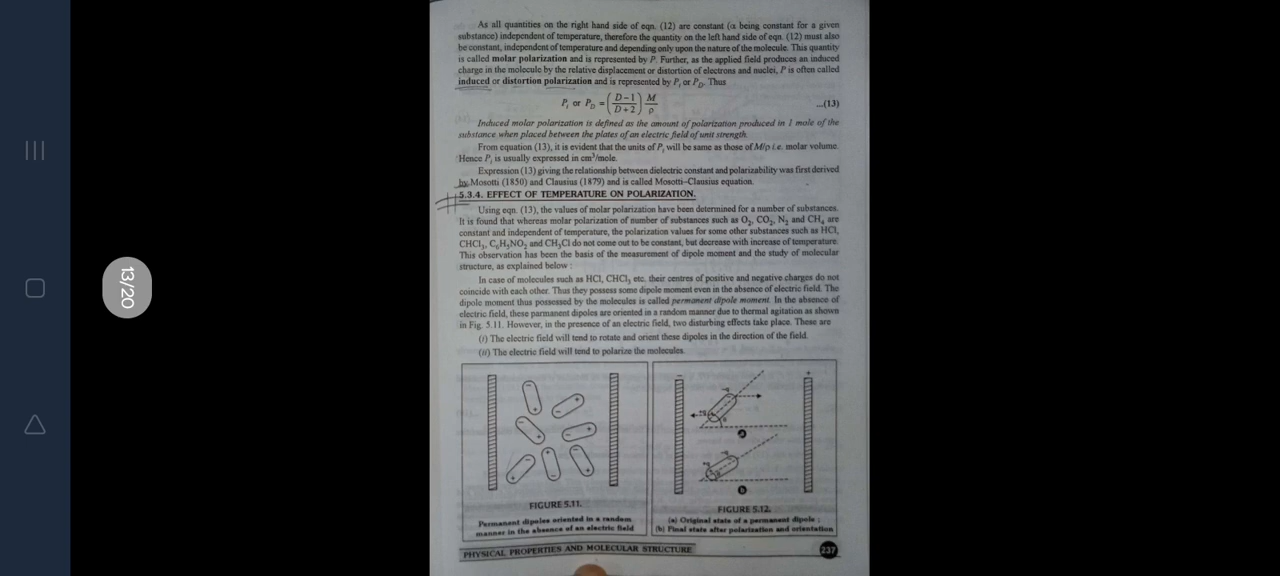 As all quantities on the right hand side of eqn. (12) are constant (α being constant for a given
substance) independent of temperature, therefore the quantity on the left hand side of eqn. (12) must also
be constant, independent of temperature and depending only upon the nature of the molecule. This quantity
is called molar polarization and is represented by P. Further, as the applied field produces an induced
charge in the molecule by the relative displacement or distortion of electrons and nuclei, P is often called
induced or distortion polarization and is represented by Pᵢ or P_D. Thus
Pᵢ or P_D = ( D – 1 / D + 2 ) M / ρ ...(13)
Induced molar polarization is defined as the amount of polarization produced in 1 mole of the
substance when placed between the plates of an electric field of unit strength.
From equation (13), it is evident that the units of Pᵢ will be same as those of M/ρ i.e. molar volume.
Hence Pᵢ is usually expressed in cm³/mole.
Expression (13) giving the relationship between dielectric constant and polarizability was first derived
by Mosotti (1850) and Clausius (1879) and is called Mosotti–Clausius equation.
5.3.4. EFFECT OF TEMPERATURE ON POLARIZATION.
Using eqn. (13), the values of molar polarization have been determined for a number of substances.
It is found that whereas molar polarization of number of substances such as O₂, CO₂, N₂ and CH₄ are
constant and independent of temperature, the polarization values for some other substances such as HCl,
CHCl₃, C₆H₅NO₂ and CH₃Cl do not come out to be constant, but decrease with increase of temperature.
This observation has been the basis of the measurement of dipole moment and the study of molecular
structure, as explained below :
In case of molecules such as HCl, CHCl₃ etc. their centres of positive and negative charges do not
coincide with each other. Thus they possess some dipole moment even in the absence of electric field. The
dipole moment thus possessed by the molecules is called permanent dipole moment. In the absence of
electric field, these parmanent dipoles are oriented in a random manner due to thermal agitation as shown
in Fig. 5.11. However, in the presence of an electric field, two disturbing effects take place. These are
(i) The electric field will tend to rotate and orient these dipoles in the direction of the field.
(ii) The electric field will tend to polarize the molecules.
a
b
FIGURE 5.11.
Permanent dipoles oriented in a random
manner in the absence of an electric field
FIGURE 5.12.
(a) Original state of a permanent dipole ;
(b) Final state after polarization and orientation
PHYSICAL PROPERTIES AND MOLECULAR STRUCTURE
237
13/20